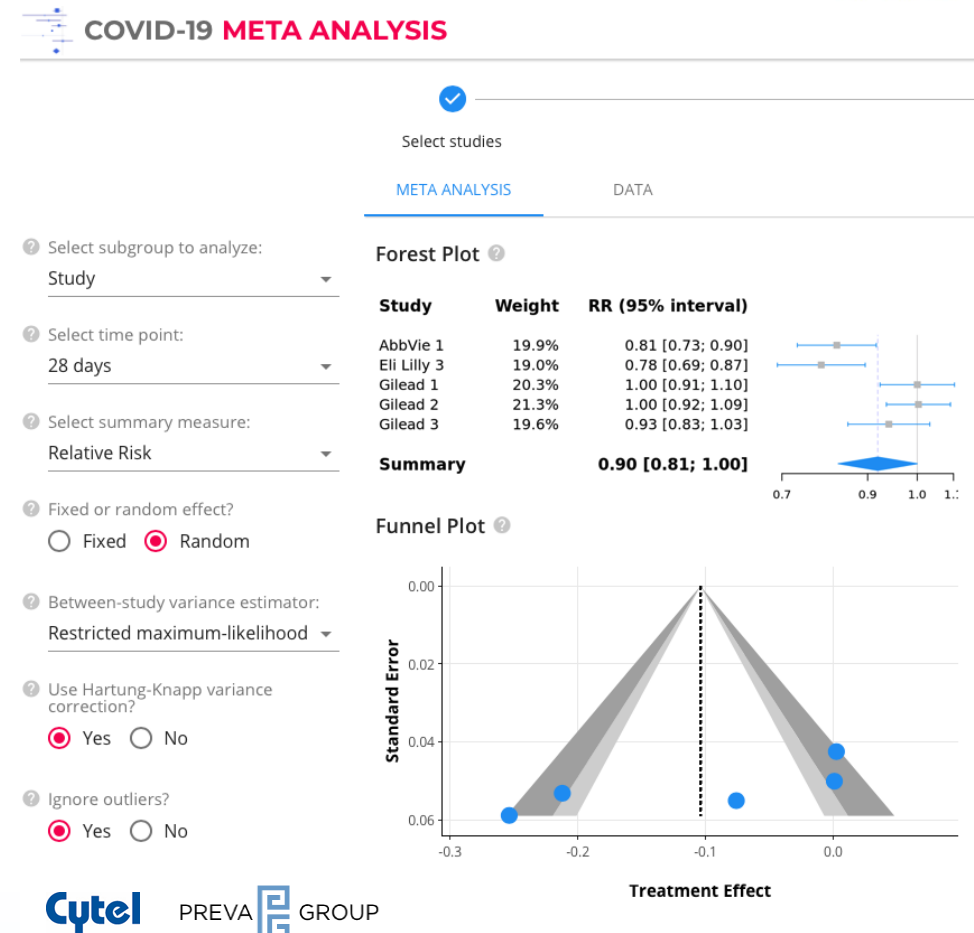 COVID-19 META ANALYSIS
Select studies
META ANALYSIS DATA
Select subgroup to analyze:
Study
Select time point:
28 days
Select summary measure:
Relative Risk
Fixed or random effect?
Fixed Random
Between-study variance estimator:
Restricted maximum-likelihood
Use Hartung-Knapp variance
correction?
Yes No
Ignore outliers?
Yes No
Forest Plot
Study Weight RR (95% interval)
AbbVie 1 19.9% 0.81 [0.73; 0.90]
Eli Lilly 3 19.0% 0.78 [0.69; 0.87]
Gilead 1 20.3% 1.00 [0.91; 1.10]
Gilead 2 21.3% 1.00 [0.92; 1.09]
Gilead 3 19.6% 0.93 [0.83; 1.03]
Summary 0.90 [0.81; 1.00]
0.7 0.9 1.0 1.
Funnel Plot
Standard Error
0.00
0.02
0.04
0.06
-0.3 -0.2 -0.1 0.0
Treatment Effect
Cytel PREVA GROUP